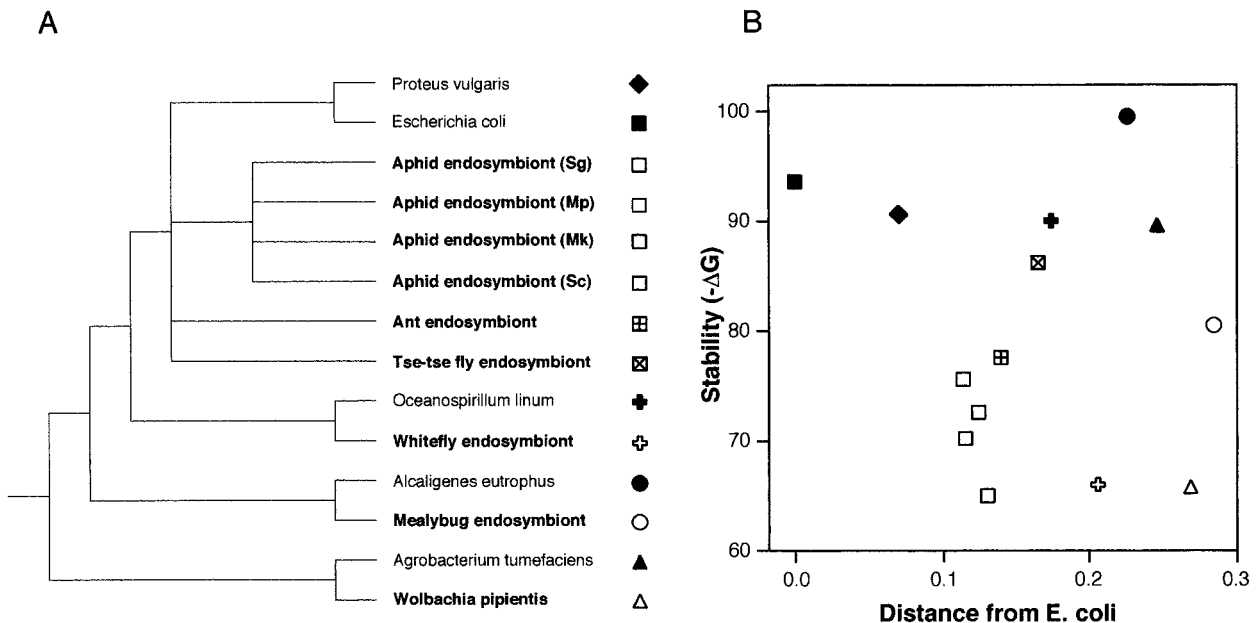 A
Proteus vulgaris
Escherichia coli
Aphid endosymbiont (Sg)
Aphid endosymbiont (Mp)
Aphid endosymbiont (Mk)
Aphid endosymbiont (Sc)
Ant endosymbiont
Tse-tse fly endosymbiont
Oceanospirillum linum
Whitefly endosymbiont
Alcaligenes eutrophus
Mealybug endosymbiont
Agrobacterium tumefaciens
Wolbachia pipientis
B
Stability (-ΔG)
100
90
80
70
60
0.0 0.1 0.2 0.3
Distance from E. coli